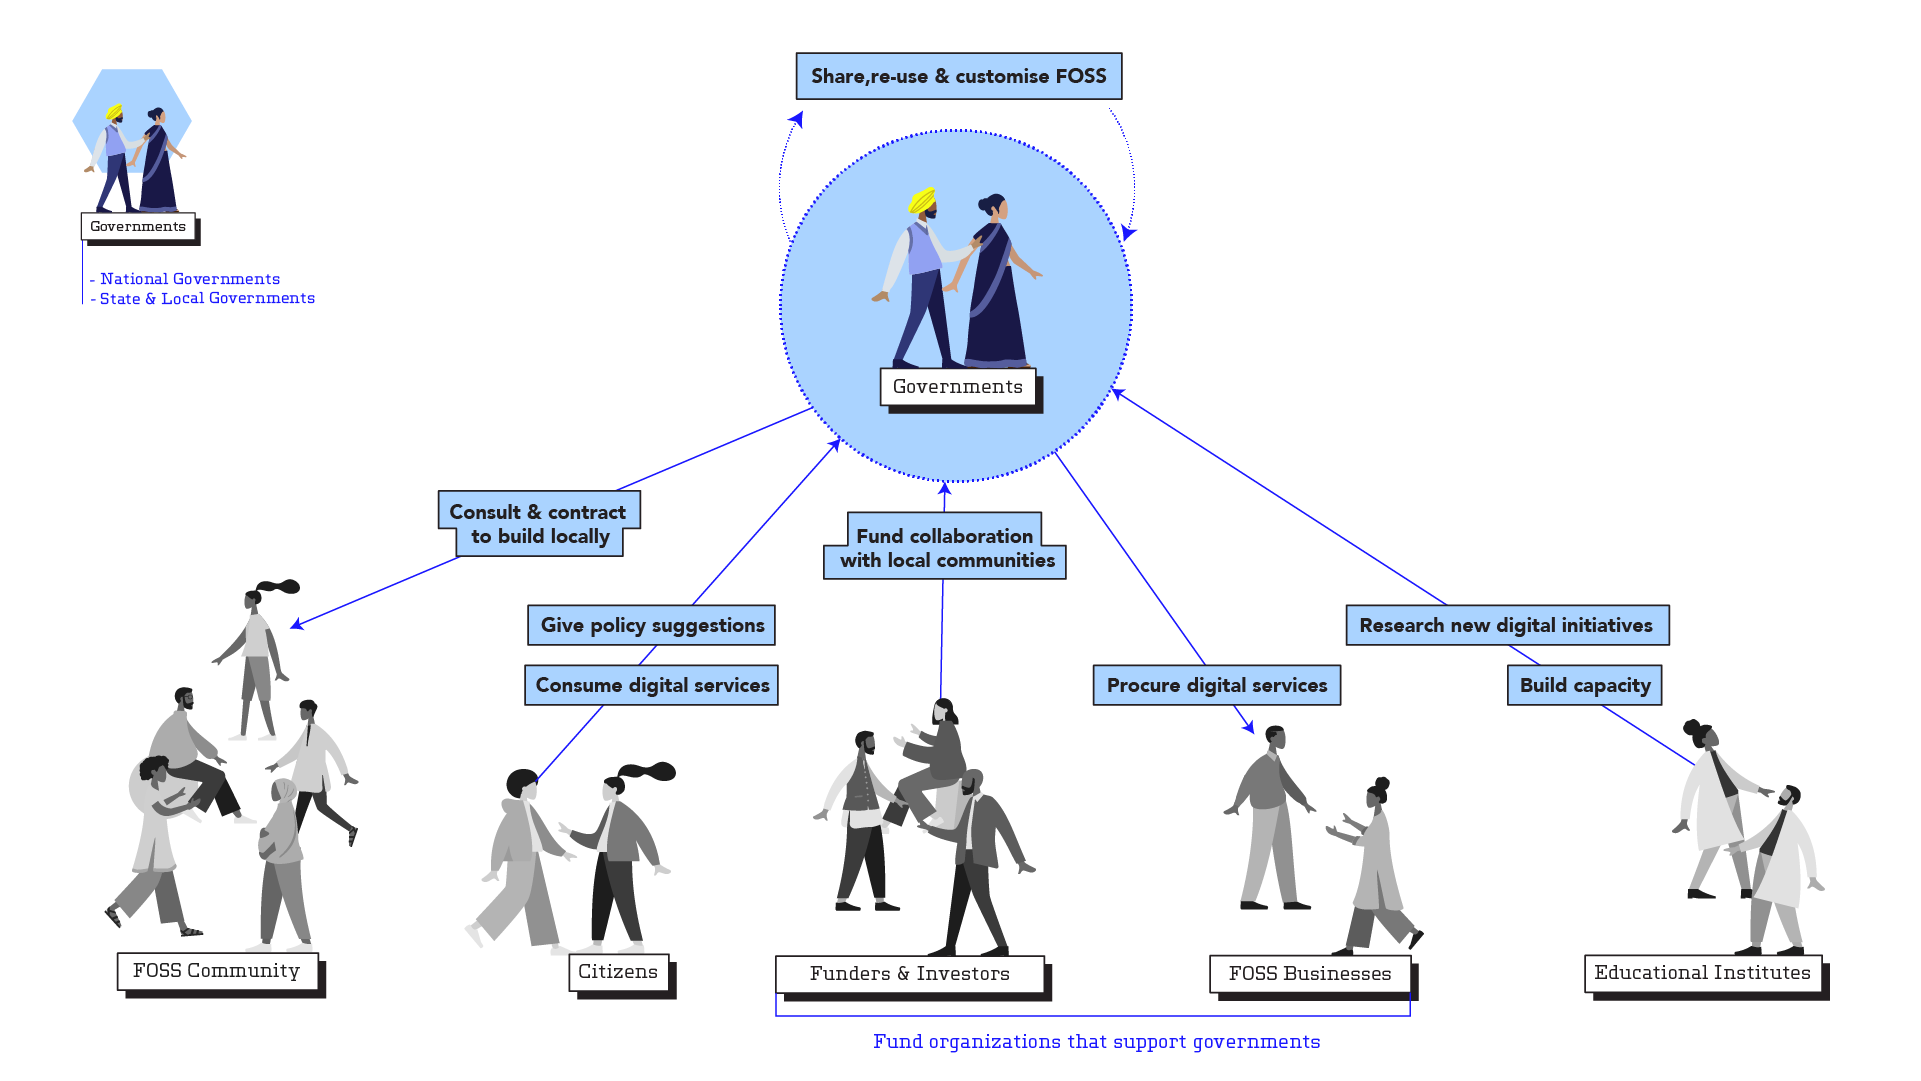 Share,re-use & customise FOSS
Governments
- National Governments
- State & Local Governments
Governments
Consult & contract
to build locally
Fund collaboration
with local communities
Give policy suggestions
Research new digital initiatives
Consume digital services
Procure digital services
Build capacity
FOSS Community
Citizens
Funders & Investors
FOSS Businesses
Educational Institutes
Fund organizations that support governments